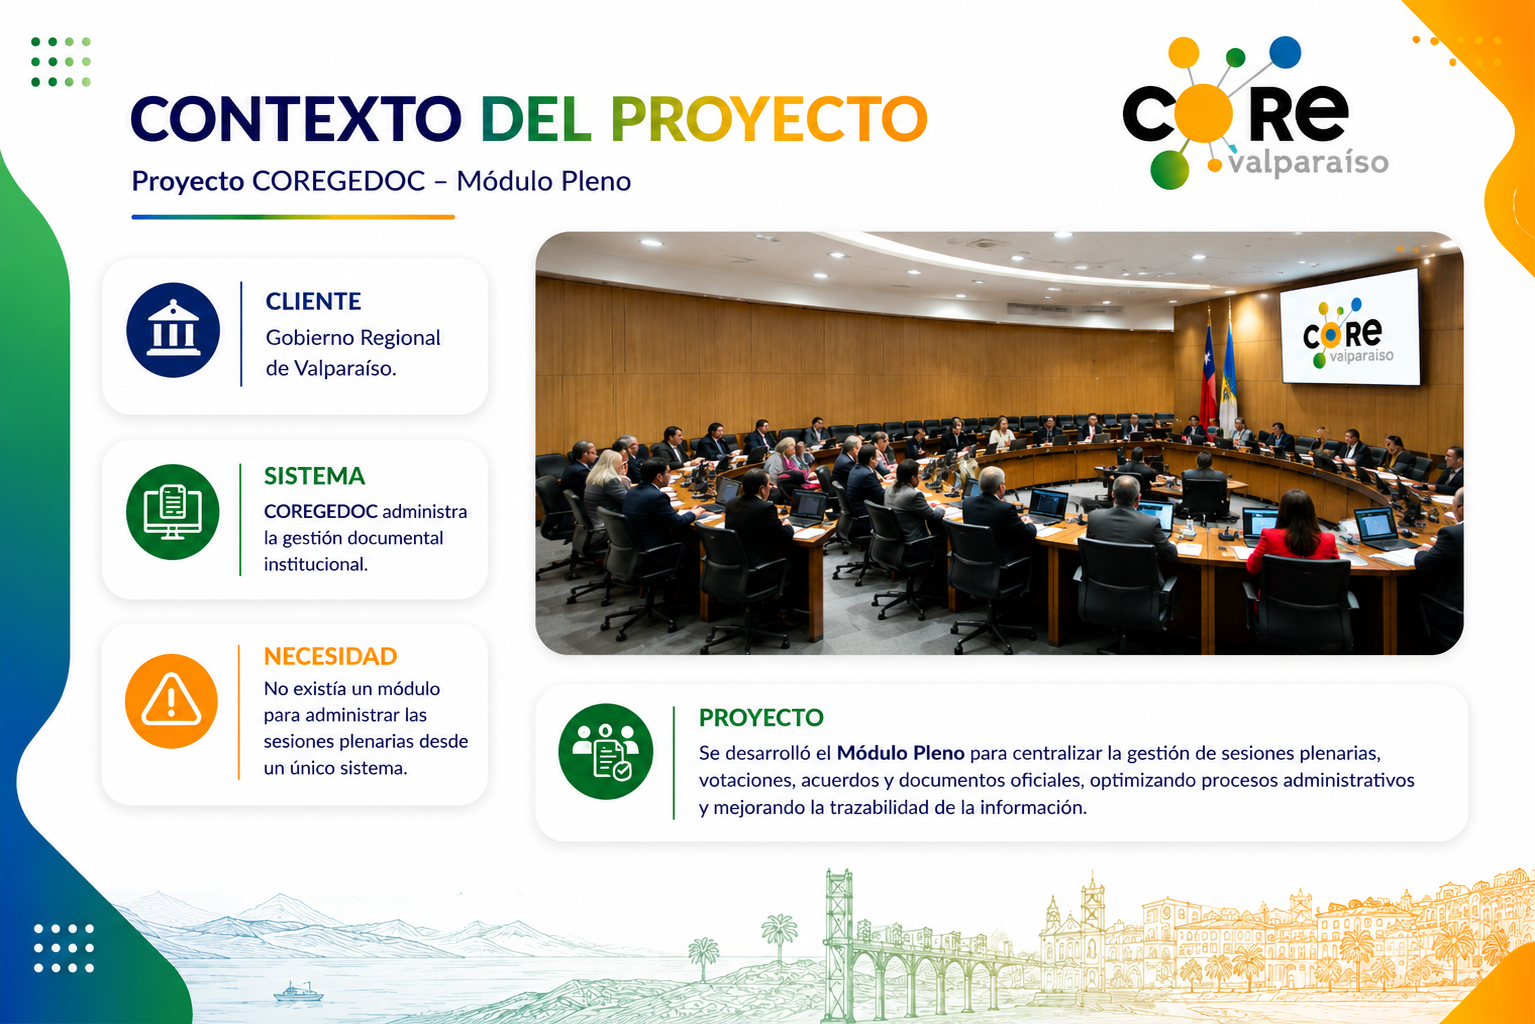 CONTEXTO DEL PROYECTO
Proyecto COREGEDOC – Módulo Pleno
CORe
valparaíso
CLIENTE
Gobierno Regional
de Valparaíso.
SISTEMA
COREGEDOC administra
la gestión documental
institucional.
NECESIDAD
No existía un módulo
para administrar las
sesiones plenarias desde
un único sistema.
CORe
valparaíso
PROYECTO
Se desarrolló el Módulo Pleno para centralizar la gestión de sesiones plenarias,
votaciones, acuerdos y documentos oficiales, optimizando procesos administrativos
y mejorando la trazabilidad de la información.